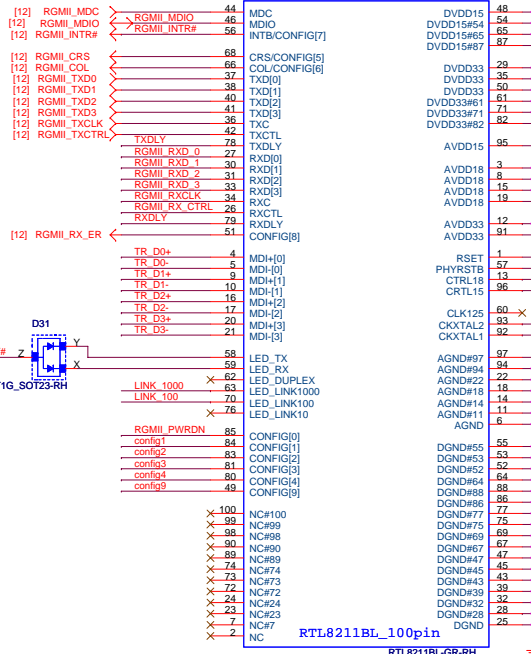 [12] RGMII_MDC 44 MDC DVDD15 48
[12] RGMII_MDIO RGMII_MDIO 46 MDIO DVDD15#54 54
[12] RGMII_INTR# RGMII_INTR# 56 INTB/CONFIG[7] DVDD15#65 65
DVDD15#87 87
[12] RGMII_CRS 68 CRS/CONFIG[5]
[12] RGMII_COL 66 COL/CONFIG[6] DVDD33 29
[12] RGMII_TXD0 37 TXD[0] DVDD33 35
[12] RGMII_TXD1 38 TXD[1] DVDD33 50
[12] RGMII_TXD2 40 TXD[2] DVDD33#61 61
[12] RGMII_TXD3 41 TXD[3] DVDD33#71 71
[12] RGMII_TXCLK 36 TXC DVDD33#82 82
[12] RGMII_TXCTRL 42 TXCTL
TXDLY 78 TXDLY AVDD15 95
RGMII_RXD_0 27 RXD[0]
RGMII_RXD_1 30 RXD[1] AVDD18 3
RGMII_RXD_2 31 RXD[2] AVDD18 8
RGMII_RXD_3 33 RXD[3] AVDD18 15
RGMII_RXCLK 34 RXC AVDD18 19
RGMII_RX_CTRL 26 RXCTL
RXDLY 79 RXDLY AVDD33 12
[12] RGMII_RX_ER 51 CONFIG[8] AVDD33 91
TR_D0+ 4 MDI+[0] RSET 1
TR_D0- 5 MDI-[0] PHYRSTB 57
TR_D1+ 9 MDI+[1] CTRL18 13
TR_D1- 10 MDI-[1] CRTL15 96
TR_D2+ 16 MDI+[2]
TR_D2- 17 MDI-[2] CLK125 60
TR_D3+ 20 MDI+[3] CKXTAL2 93
TR_D3- 21 MDI-[3] CKXTAL1 92
D31
# Z Y 58 LED_TX AGND#97 97
X 59 LED_RX AGND#94 94
62 LED_DUPLEX AGND#22 22
1G_SOT23-RH
LINK_1000 63 LED_LINK1000 AGND#18 18
LINK_100 70 LED_LINK100 AGND#14 14
76 LED_LINK10 AGND#11 11
AGND 6
RGMII_PWRDN 85 CONFIG[0]
config1 84 CONFIG[1] DGND#55 55
config2 83 CONFIG[2] DGND#53 53
config3 81 CONFIG[3] DGND#52 52
config4 80 CONFIG[4] DGND#64 64
config9 49 CONFIG[9] DGND#88 88
DGND#86 86
100 NC#100 DGND#77 77
99 NC#99 DGND#75 75
98 NC#98 DGND#69 69
90 NC#90 DGND#67 67
89 NC#89 DGND#47 47
74 NC#74 DGND#45 45
73 NC#73 DGND#43 43
72 NC#72 DGND#39 39
24 NC#24 DGND#32 32
23 NC#23 DGND#28 28
7 NC#7 DGND 25
2 NC
RTL8211BL_100pin
RTL8211BL-GR-RH